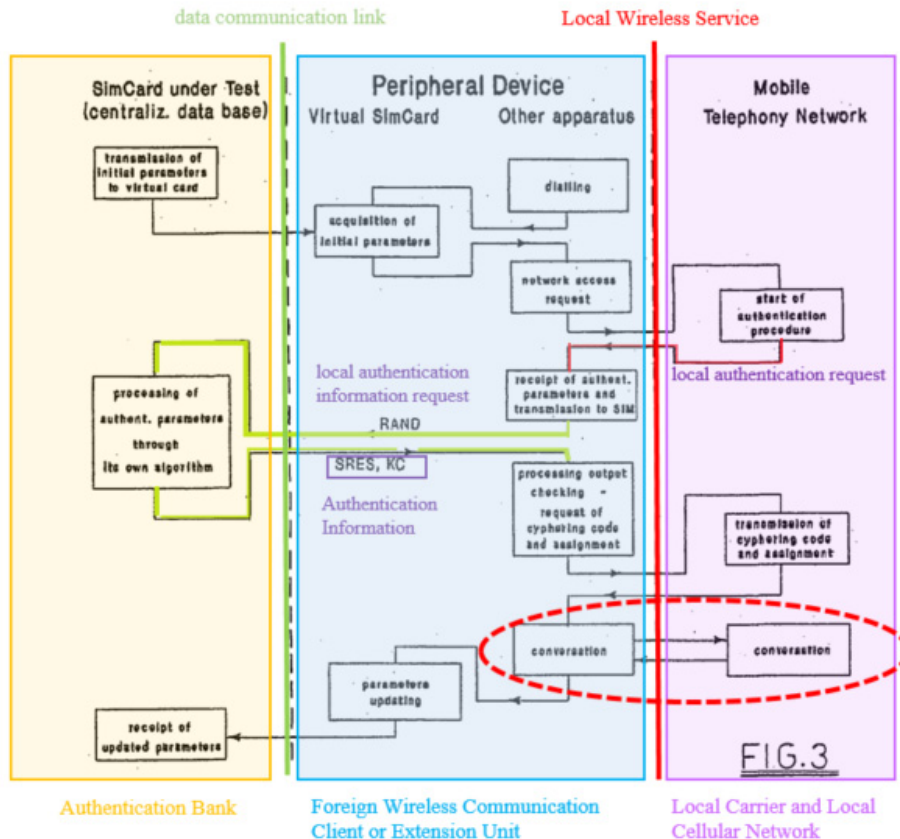 data communication link
Local Wireless Service
SimCard under Test
(centraliz. data base)
Peripheral Device
Virtual SimCard
Other apparatus
Mobile
Telephony Network
transmission of
initial parameters
to virtual card
dialling
acquisition of
initial parameters
network access
request
start of
authentication
procedure
local authentication
information request
local authentication request
receipt of authent.
parameters and
transmission to SIM
processing of
authent. parameters
through
its own algorithm
RAND
SRES, KC
Authentication
Information
processing output
checking -
request of
cyphering code
and assignment
transmission of
cyphering code
and assignment
conversation
conversation
parameters
updating
receipt of
updated parameters
FIG.3
Authentication Bank
Foreign Wireless Communication
Client or Extension Unit
Local Carrier and Local
Cellular Network